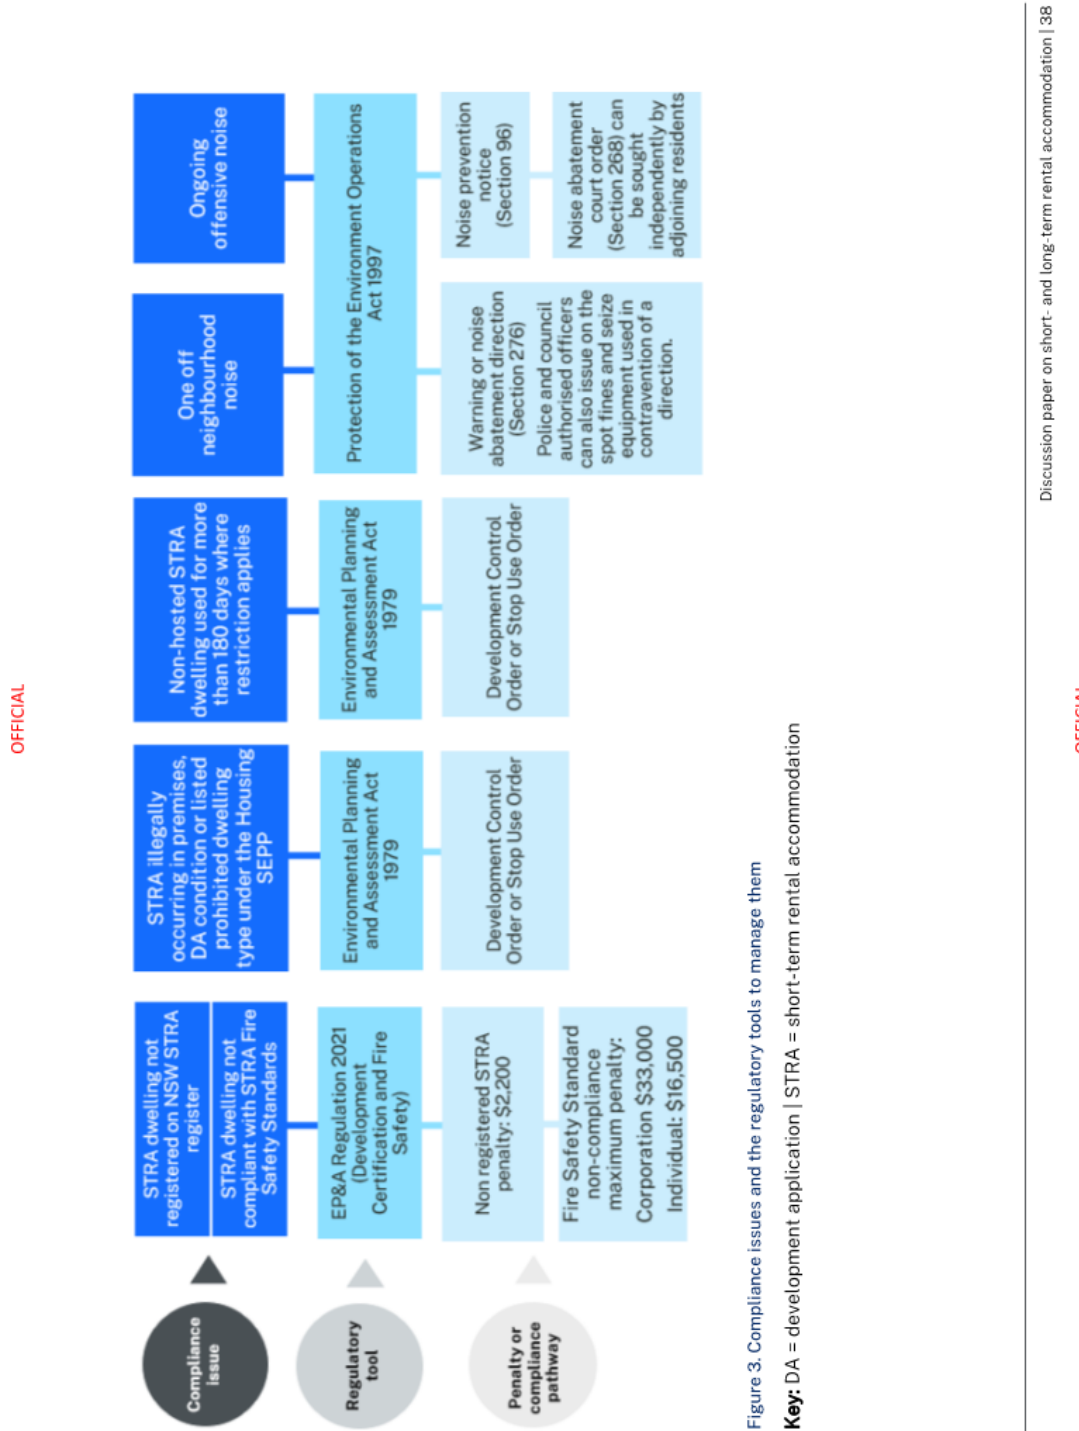 OFFICIAL
Compliance
issue
STRA dwelling not
registered on NSW STRA
register
STRA dwelling not
compliant with STRA Fire
Safety Standards
STRA illegally
occurring in premises,
DA condition or listed
prohibited dwelling
type under the Housing
SEPP
Non-hosted STRA
dwelling used for more
than 180 days where
restriction applies
One off
neighbourhood
noise
Ongoing
offensive noise
Regulatory
tool
EP&A Regulation 2021
(Development
Certification and Fire
Safety)
Environmental Planning
and Assessment Act
1979
Environmental Planning
and Assessment Act
1979
Protection of the Environment Operations
Act 1997
Penalty or
compliance
pathway
Non registered STRA
penalty: $2,200
Fire Safety Standard
non-compliance
maximum penalty:
Corporation $33,000
Individual: $16,500
Development Control
Order or Stop Use Order
Development Control
Order or Stop Use Order
Warning or noise
abatement direction
(Section 276)
Police and council
authorised officers
can also issue on the
spot fines and seize
equipment used in
contravention of a
direction.
Noise prevention
notice
(Section 96)
Noise abatement
court order
(Section 268) can
be sought
independently by
adjoining residents
Figure 3. Compliance issues and the regulatory tools to manage them
Key: DA = development application | STRA = short-term rental accommodation
Discussion paper on short- and long-term rental accommodation | 38